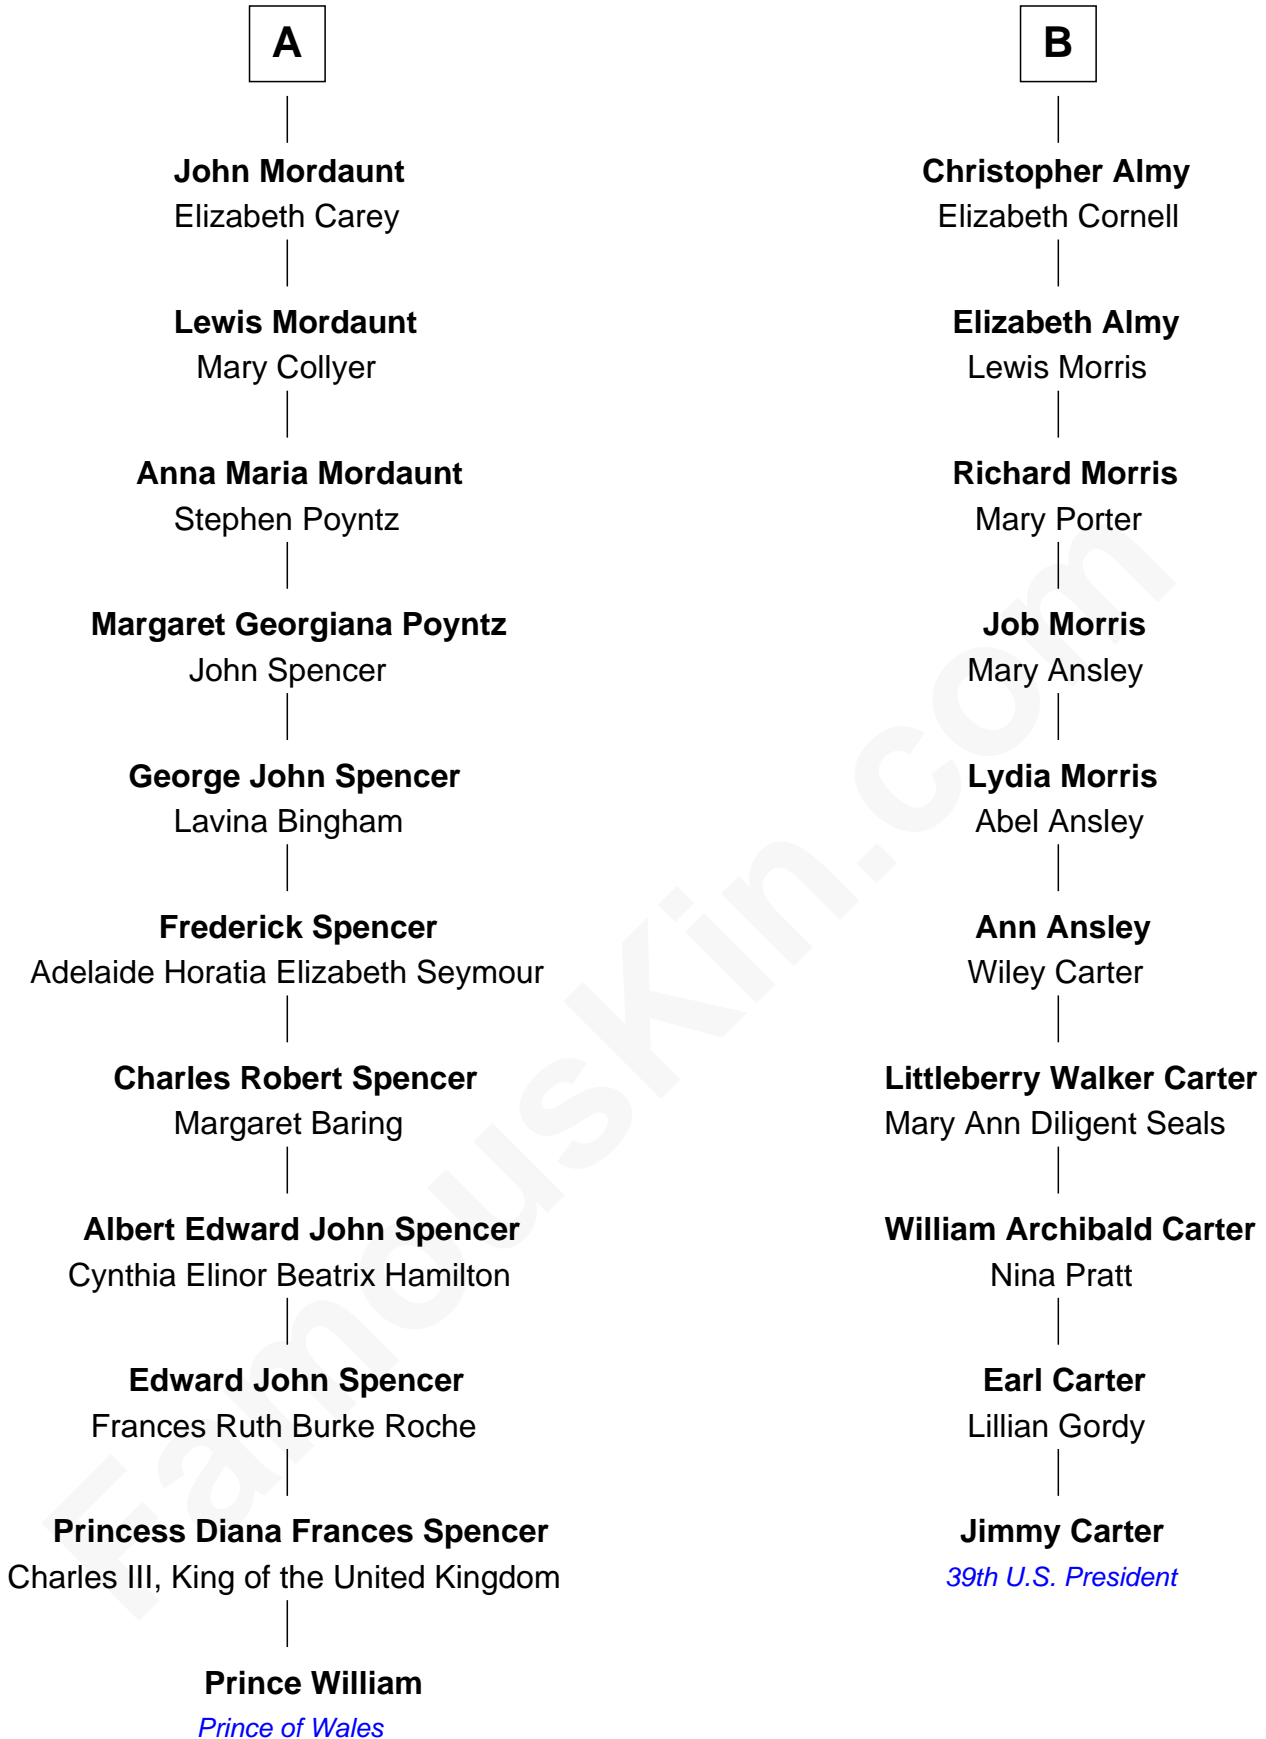 A
John Mordaunt
Elizabeth Carey
Lewis Mordaunt
Mary Collyer
Anna Maria Mordaunt
Stephen Poyntz
Margaret Georgiana Poyntz
John Spencer
George John Spencer
Lavina Bingham
Frederick Spencer
Adelaide Horatia Elizabeth Seymour
Charles Robert Spencer
Margaret Baring
Albert Edward John Spencer
Cynthia Elinor Beatrix Hamilton
Edward John Spencer
Frances Ruth Burke Roche
Princess Diana Frances Spencer
Charles III, King of the United Kingdom
Prince William
Prince of Wales
B
Christopher Almy
Elizabeth Cornell
Elizabeth Almy
Lewis Morris
Richard Morris
Mary Porter
Job Morris
Mary Ansley
Lydia Morris
Abel Ansley
Ann Ansley
Wiley Carter
Littleberry Walker Carter
Mary Ann Diligent Seals
William Archibald Carter
Nina Pratt
Earl Carter
Lillian Gordy
Jimmy Carter
39th U.S. President
FamousKin.com